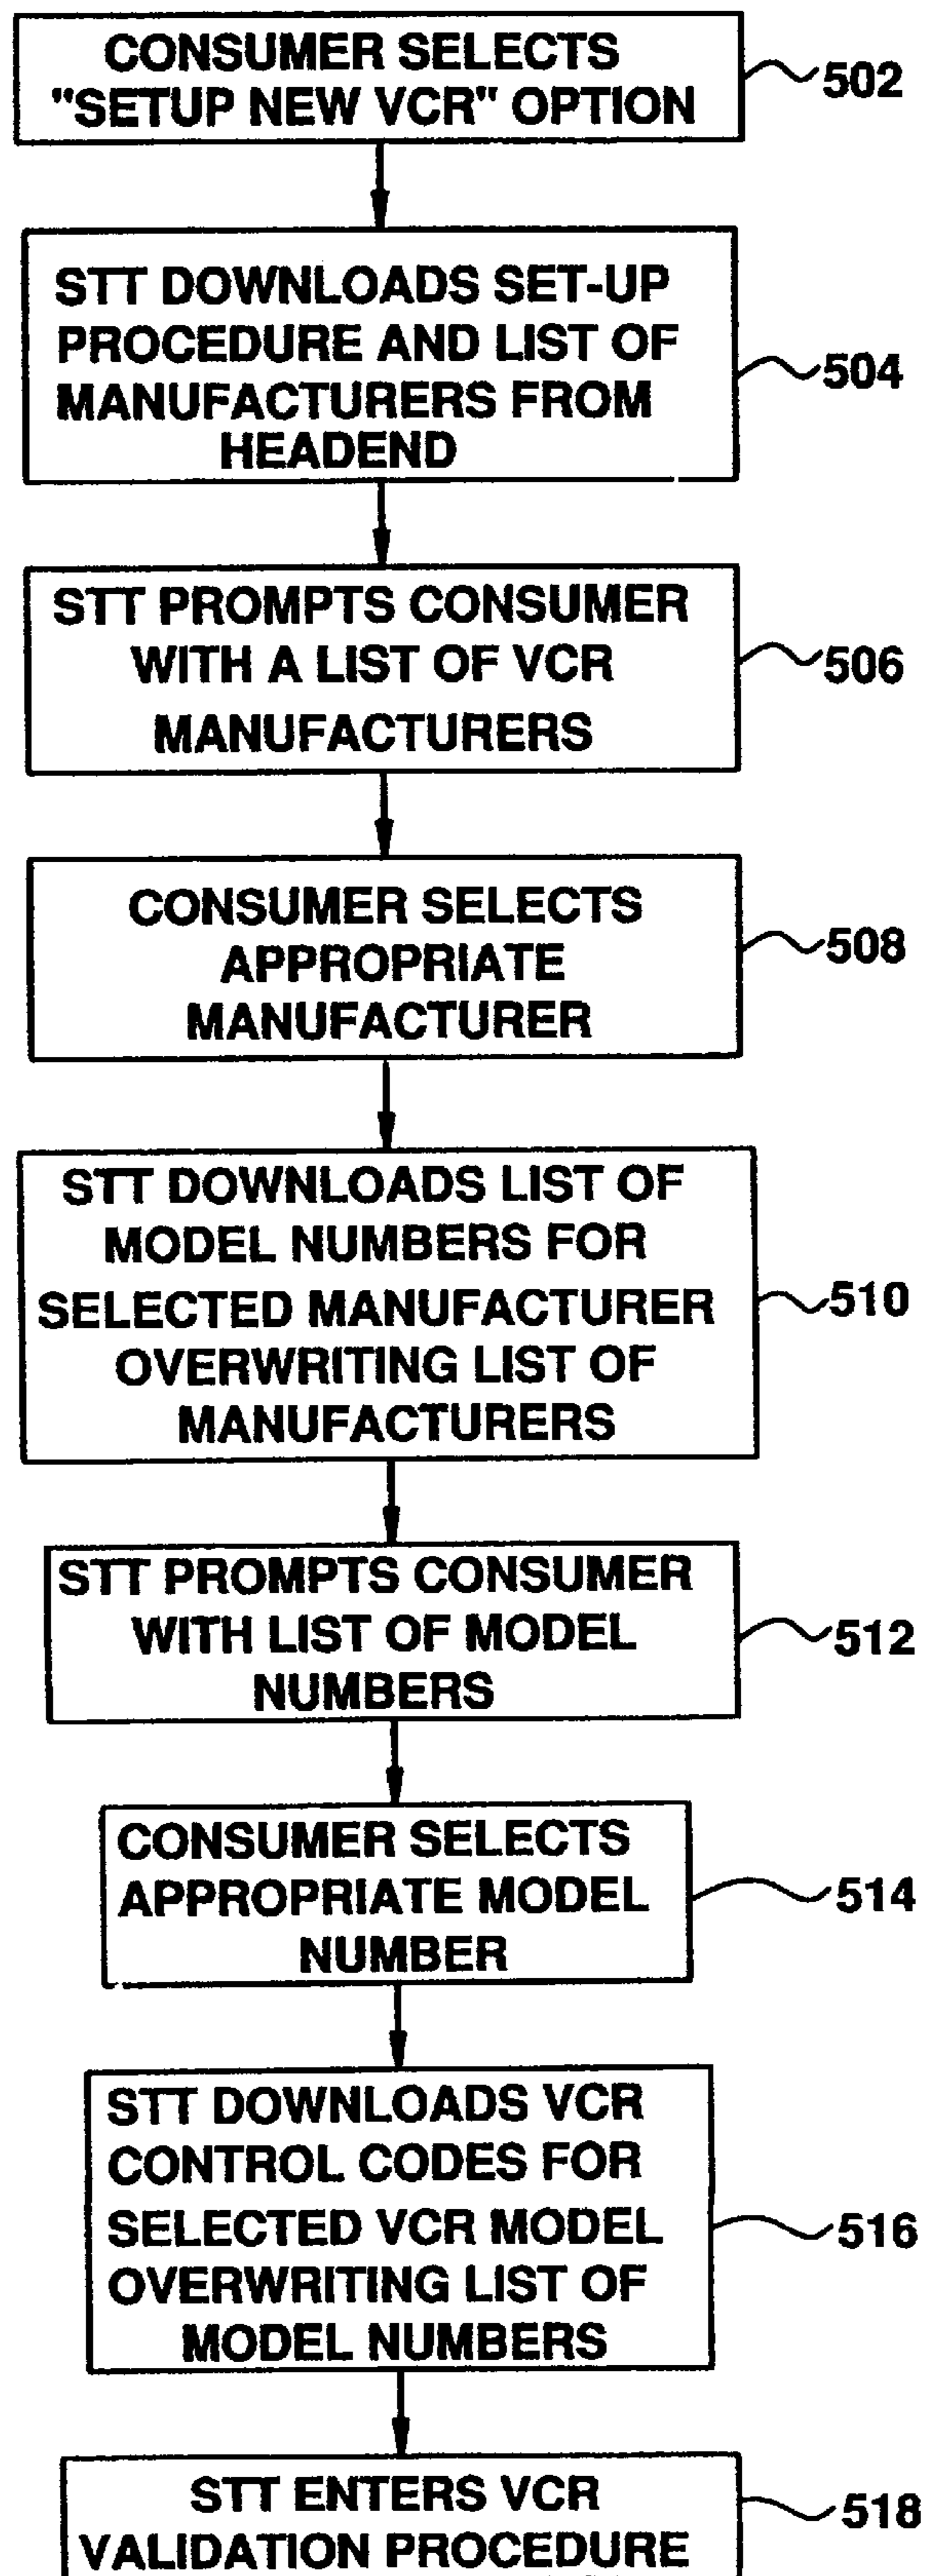 CONSUMER SELECTS
"SETUP NEW VCR" OPTION
502
STT DOWNLOADS SET-UP
PROCEDURE AND LIST OF
MANUFACTURERS FROM
HEADEND
504
STT PROMPTS CONSUMER
WITH A LIST OF VCR
MANUFACTURERS
506
CONSUMER SELECTS
APPROPRIATE
MANUFACTURER
508
STT DOWNLOADS LIST OF
MODEL NUMBERS FOR
SELECTED MANUFACTURER
OVERWRITING LIST OF
MANUFACTURERS
510
STT PROMPTS CONSUMER
WITH LIST OF MODEL
NUMBERS
512
CONSUMER SELECTS
APPROPRIATE MODEL
NUMBER
514
STT DOWNLOADS VCR
CONTROL CODES FOR
SELECTED VCR MODEL
OVERWRITING LIST OF
MODEL NUMBERS
516
STT ENTERS VCR
VALIDATION PROCEDURE
518